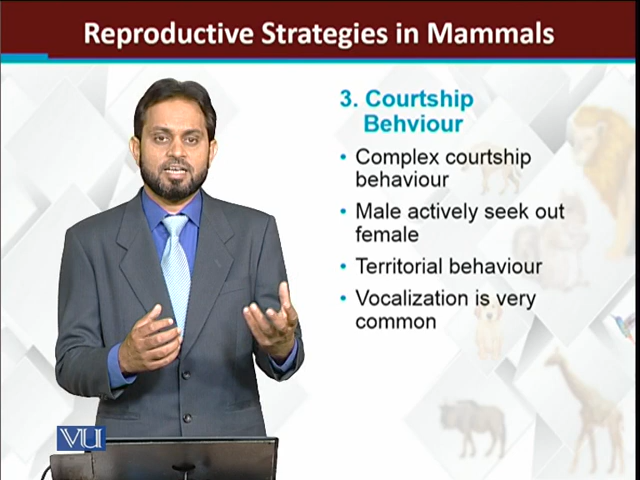 Reproductive Strategies in Mammals
3. Courtship
Behviour
• Complex courtship
behaviour
• Male actively seek out
female
• Territorial behaviour
• Vocalization is very
common
VU